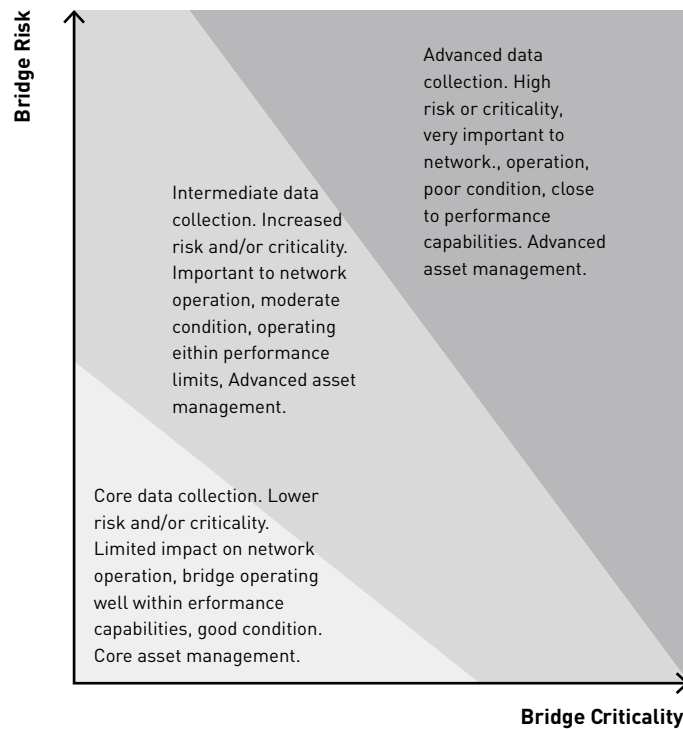 Bridge Risk
Advanced data
collection. High
risk or criticality,
very important to
network., operation,
poor condition, close
to performance
capabilities. Advanced
asset management.
Intermediate data
collection. Increased
risk and/or criticality.
Important to network
operation, moderate
condition, operating
eithin performance
limits, Advanced asset
management.
Core data collection. Lower
risk and/or criticality.
Limited impact on network
operation, bridge operating
well within erformance
capabilities, good condition.
Core asset management.
Bridge Criticality